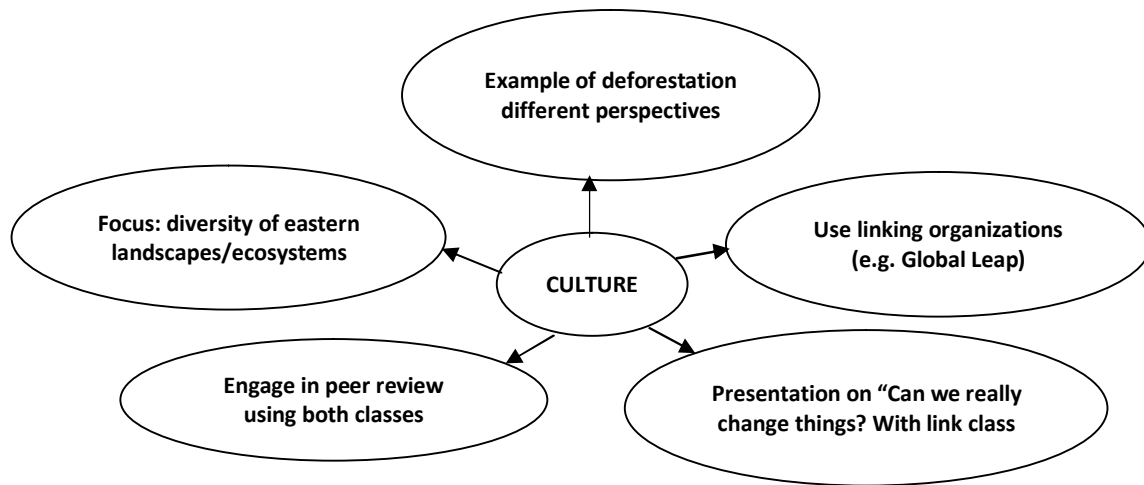 Example of deforestation
different perspectives
Focus: diversity of eastern
landscapes/ecosystems
Use linking organizations
(e.g. Global Leap)
CULTURE
Engage in peer review
using both classes
Presentation on “Can we really
change things? With link class